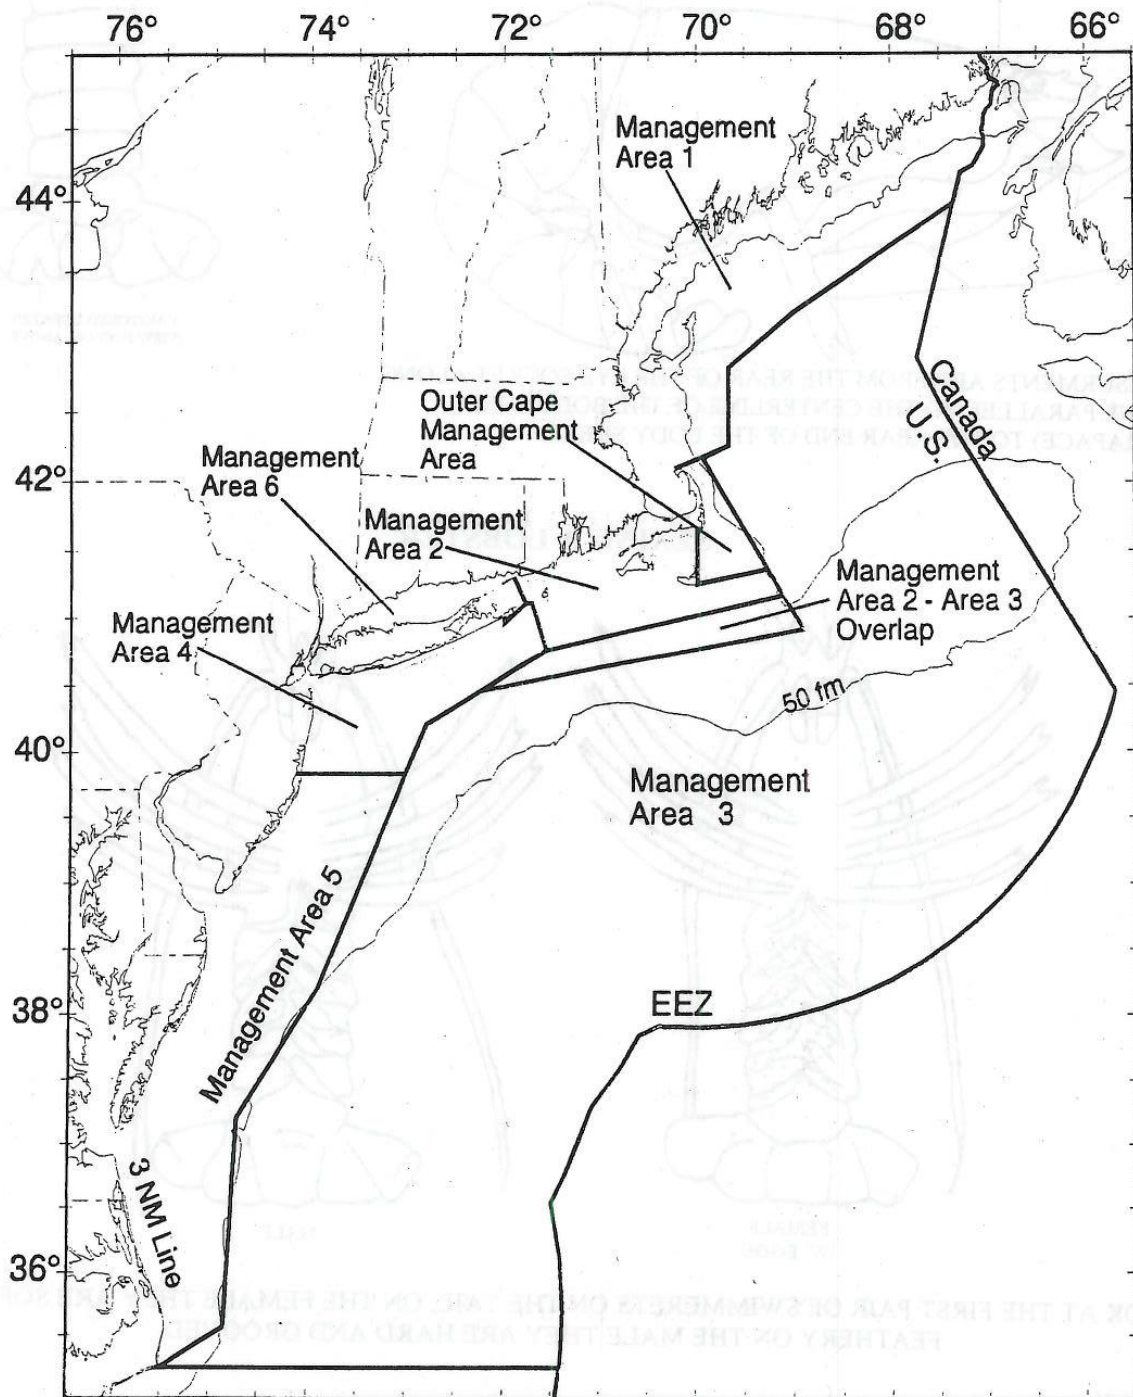 76° 74° 72° 70° 68° 66°
44°
42°
40°
38°
36°
Management
Area 1
Outer Cape
Management
Area
Management
Area 6
Management
Area 2
Management
Area 4
6
Canada
U.S.
Management
Area 2 - Area 3
Overlap
50 fm
Management
Area 3
Management Area 5
EEZ
3 NM Line